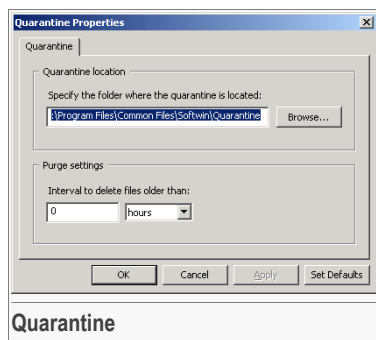 Quarantine Properties
Quarantine
Quarantine location
Specify the folder where the quarantine is located:
:\Program Files\Common Files\Softwin\Quarantine
Browse...
Purge settings
Interval to delete files older than:
0 hours
OK Cancel Apply Set Defaults
Quarantine